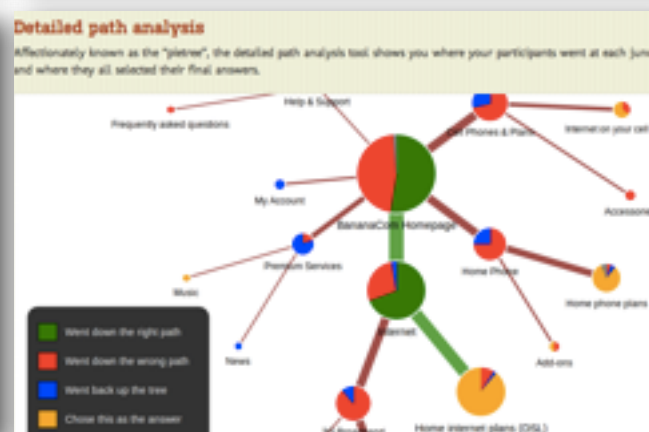 Detailed path analysis
Affectionately known as the "pietree", the detailed path analysis tool shows you where your participants went at each
and where they all selected their final answers.
Help & Support
Frequently asked questions
Cell Phones & Plans
Internet on your cell
My Account
Accessorie
BananaCom Homepage
Premium Services
Home Phone
Music
Home phone plans
Internet
News
Add-ons
Home internet plans (DSL)
Went down the right path
Went down the wrong path
Went back up the tree
Chose this as the answer